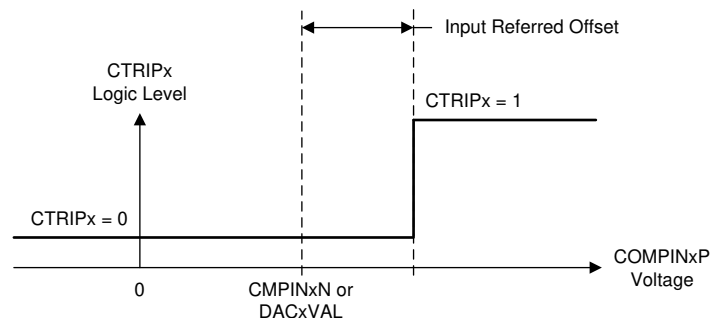 Input Referred Offset
CTRIPx
Logic Level
CTRIPx = 1
CTRIPx = 0
COMPINxP
Voltage
0
CMPINxN or
DACxVAL